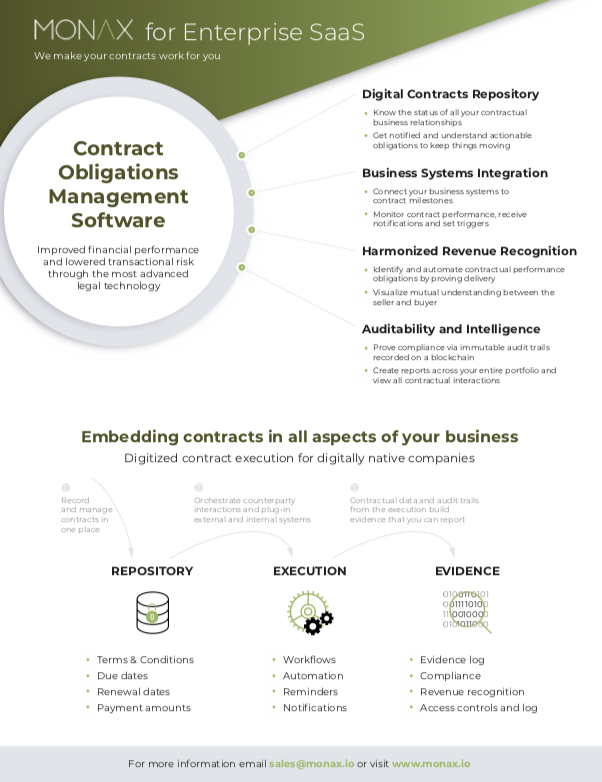 MONAX for Enterprise SaaS
We make your contracts work for you
Contract
Obligations
Management
Software
Improved financial performance
and lowered transactional risk
through the most advanced
legal technology
Digital Contracts Repository
• Know the status of all your contractual
business relationships
• Get notified and understand actionable
obligations to keep things moving
Business Systems Integration
• Connect your business systems to
contract milestones
• Monitor contract performance, receive
notifications and set triggers
Harmonized Revenue Recognition
• Identify and automate contractual performance
obligations by proving delivery
• Visualize mutual understanding between the
seller and buyer
Auditability and Intelligence
• Prove compliance via immutable audit trails
recorded on a blockchain
• Create reports across your entire portfolio and
view all contractual interactions
Embedding contracts in all aspects of your business
Digitized contract execution for digitally native companies
1
Record
and manage
contracts in
one place
2
Orchestrate counterparty
interactions and plug-in
external and internal systems
3
Contractual data and audit trails
from the execution build
evidence that you can report
REPOSITORY
• Terms & Conditions
• Due dates
• Renewal dates
• Payment amounts
EXECUTION
• Workflows
• Automation
• Reminders
• Notifications
EVIDENCE
• Evidence log
• Compliance
• Revenue recognition
• Access controls and log
For more information email sales@monax.io or visit www.monax.io